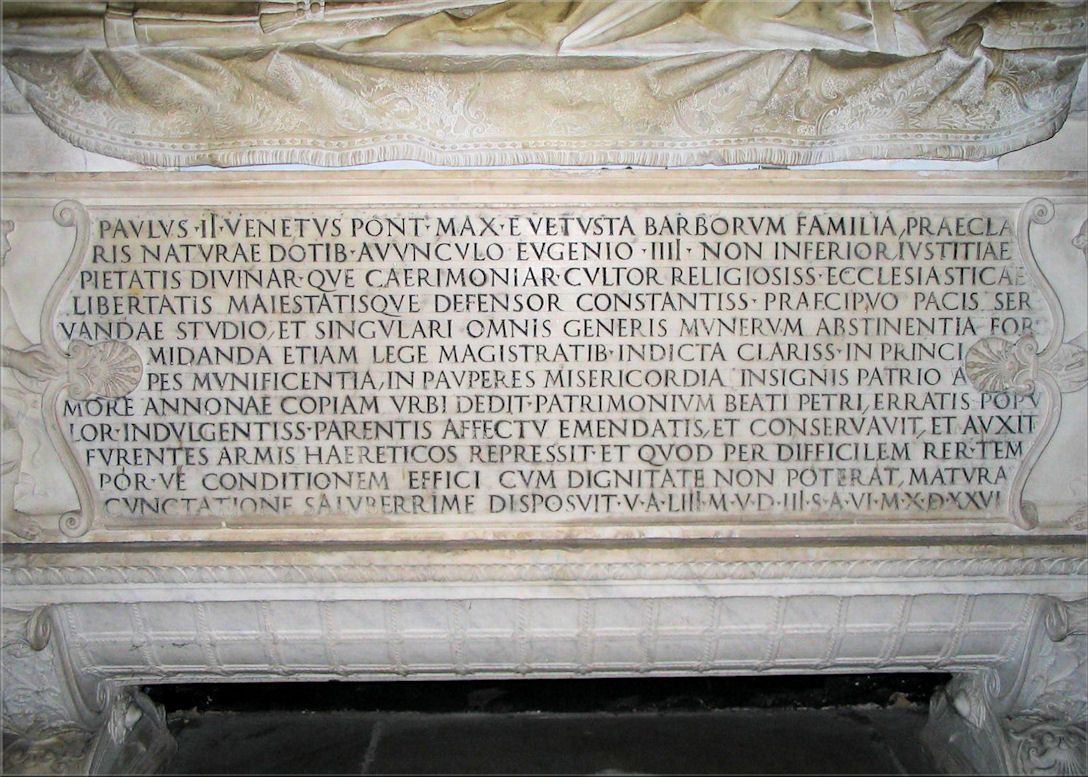 PAVLVS·II·VENETVS PONT·MAX·E VETVSTA BARBORVM FAMILIA, PRAECLA
RIS NATVRAE DOTIB·AVVNCVLO EVGENIO·IIII· NON INFERIOR, IVSTITIAE
PIETATIS DIVINAR·QVE CAERIMONIAR·CVLTOR RELIGIOSISS·ECCLESIASTICAE
LIBERTATIS MAIESTATISQVE DEFENSOR CONSTANTISS·PRAECIPVO PACIS SER
VANDAE STVDIO, ET SINGVLARI OMNIS GENERIS MVNERVM ABSTINENTIA FOR
MIDANDA ETIAM LEGE MAGISTRATIB·INDICTA CLARISS·IN PRINCI
PES MVNIFICENTIA, IN PAVPERES MISERICORDIA, INSIGNIS PATRIO A
MORE ANNONAE COPIAM VRBI DEDIT·PATRIMONIVM BEATI PETRI, ERRATIS POPV
LOR·INDVLGENTISS·PARENTIS AFFECTV EMENDATIS, ET CONSERVAVIT, ET AVXIT
FVRENTES ARMIS HAERETICOS REPRESSIT·ET QVOD PER DIFFICILEM RER·TEM
POR·VE CONDITIONEM EFFICI CVM DIGNITATE NON POTERAT, MATVRA
CVNCTATIONE SALVBERRIME DISPOSVIT·V·A·LIII·M·V·D·III·S·A·VI·M·X·D·XXVI